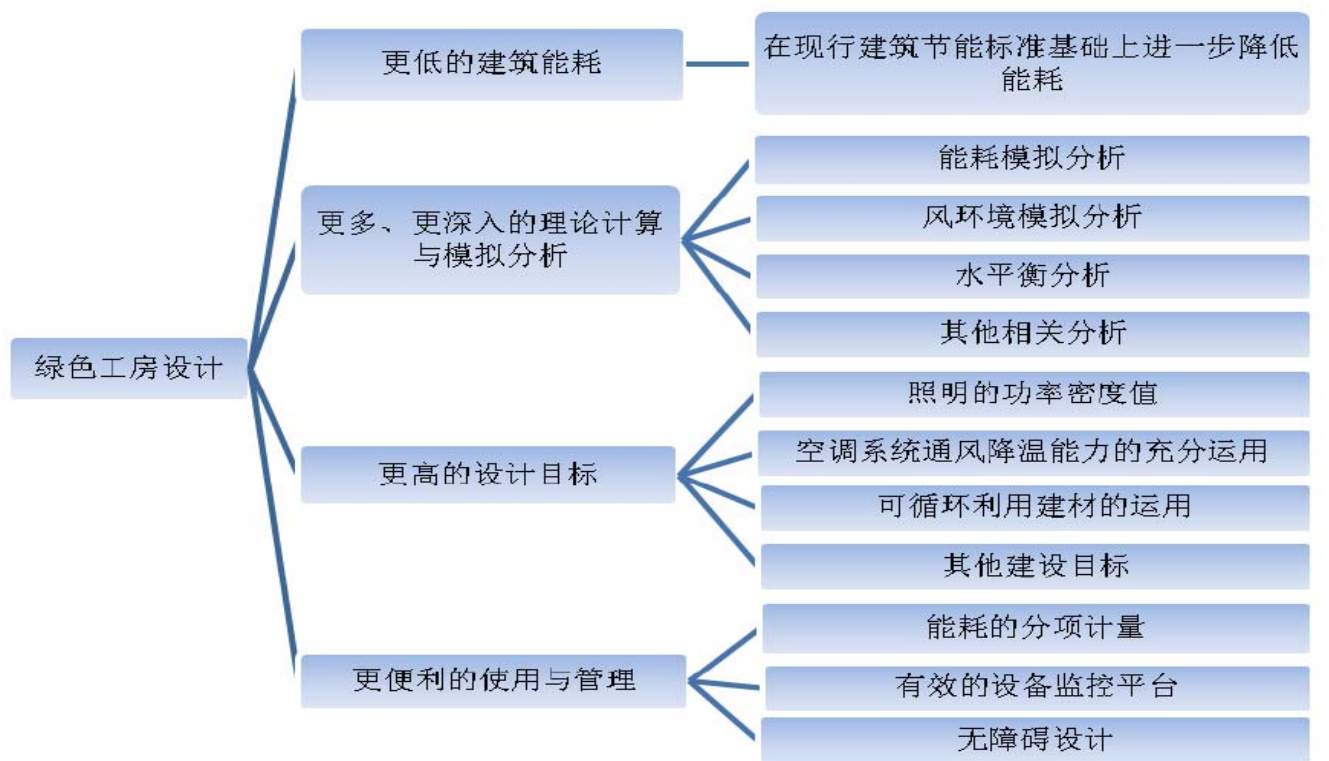 绿色工房设计
更低的建筑能耗
在现行建筑节能标准基础上进一步降低
能耗
更多、更深入的理论计算
与模拟分析
能耗模拟分析
风环境模拟分析
水平衡分析
其他相关分析
更高的设计目标
照明的功率密度值
空调系统通风降温能力的充分运用
可循环利用建材的运用
其他建设目标
更便利的使用与管理
能耗的分项计量
有效的设备监控平台
无障碍设计